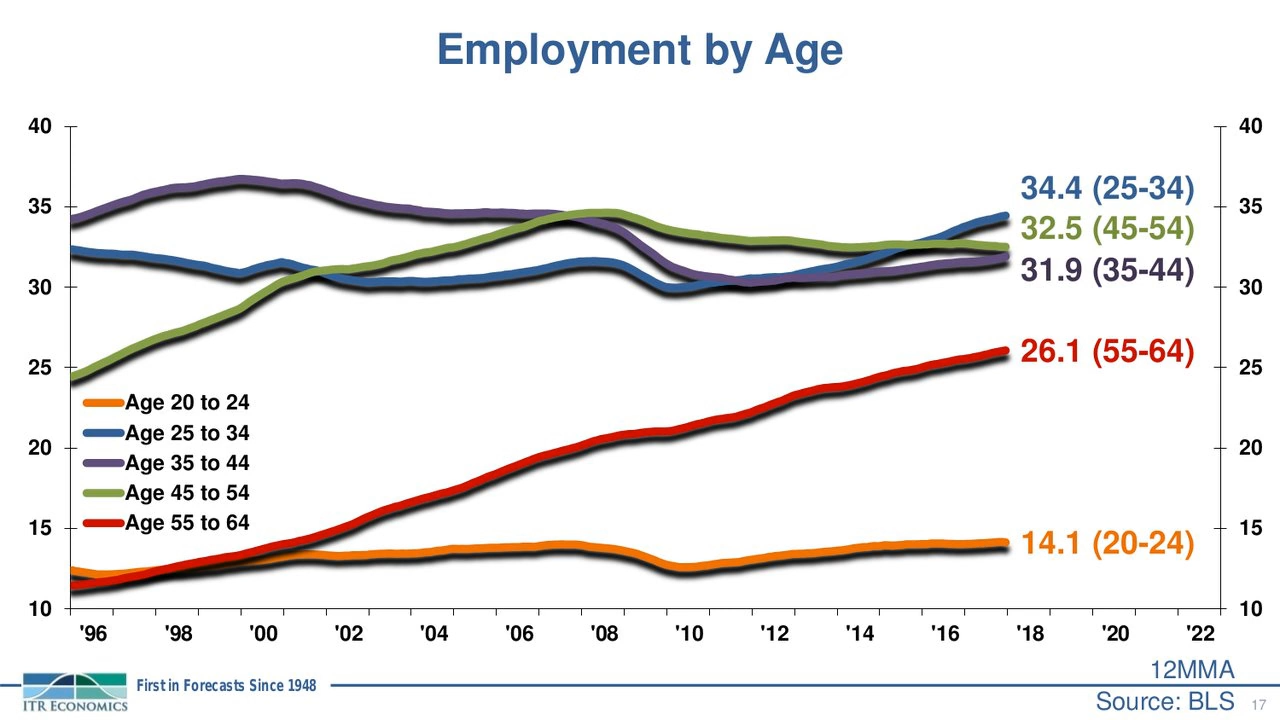 Employment by Age
40
35
30
25
20
15
10
40
35
30
25
20
15
10
34.4 (25-34)
32.5 (45-54)
31.9 (35-44)
26.1 (55-64)
14.1 (20-24)
Age 20 to 24
Age 25 to 34
Age 35 to 44
Age 45 to 54
Age 55 to 64
'96 '98 '00 '02 '04 '06 '08 '10 '12 '14 '16 '18 '20 '22
ITR ECONOMICS
First in Forecasts Since 1948
12MMA
Source: BLS
17